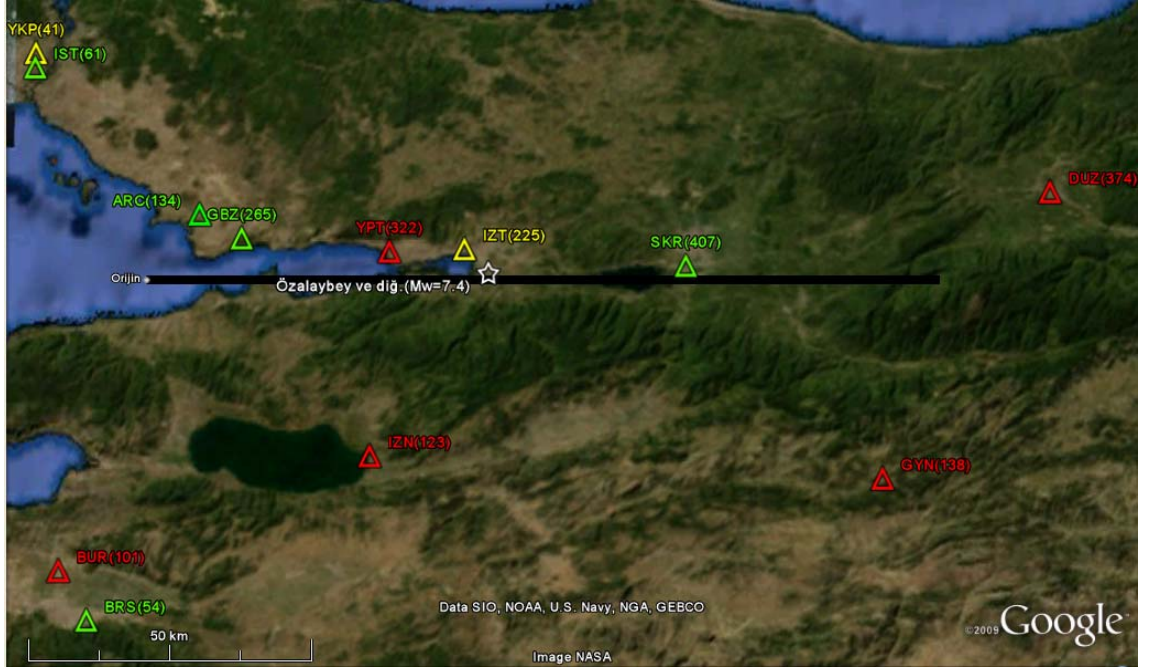 YKP(41)
IST(61)
DUZ(374)
ARC(134)
GBZ(265)
YPT(322)
IZT(225)
SKR(407)
Orijin
Özalaybey ve diğ.(Mw=7.4)
IZN(123)
GYN(138)
BUR(101)
BRS(54)
Data SIO, NOAA, U.S. Navy, NGA, GEBCO
50 km
©2009 Google
Image NASA